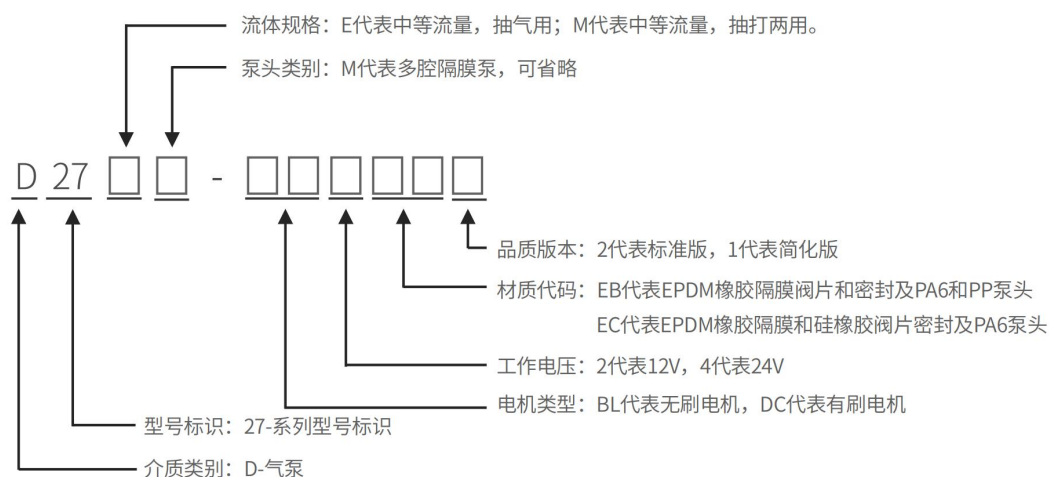 流体规格：E代表中等流量，抽气用；M代表中等流量，抽打两用。
泵头类别：M代表多腔隔膜泵，可省略
D 27 □ □ - □□ □ □□ □
品质版本：2代表标准版，1代表简化版
材质代码：EB代表EPDM橡胶隔膜阀片和密封及PA6和PP泵头
EC代表EPDM橡胶隔膜和硅橡胶阀片密封及PA6泵头
工作电压：2代表12V，4代表24V
电机类型：BL代表无刷电机，DC代表有刷电机
型号标识：27-系列型号标识
介质类别：D-气泵